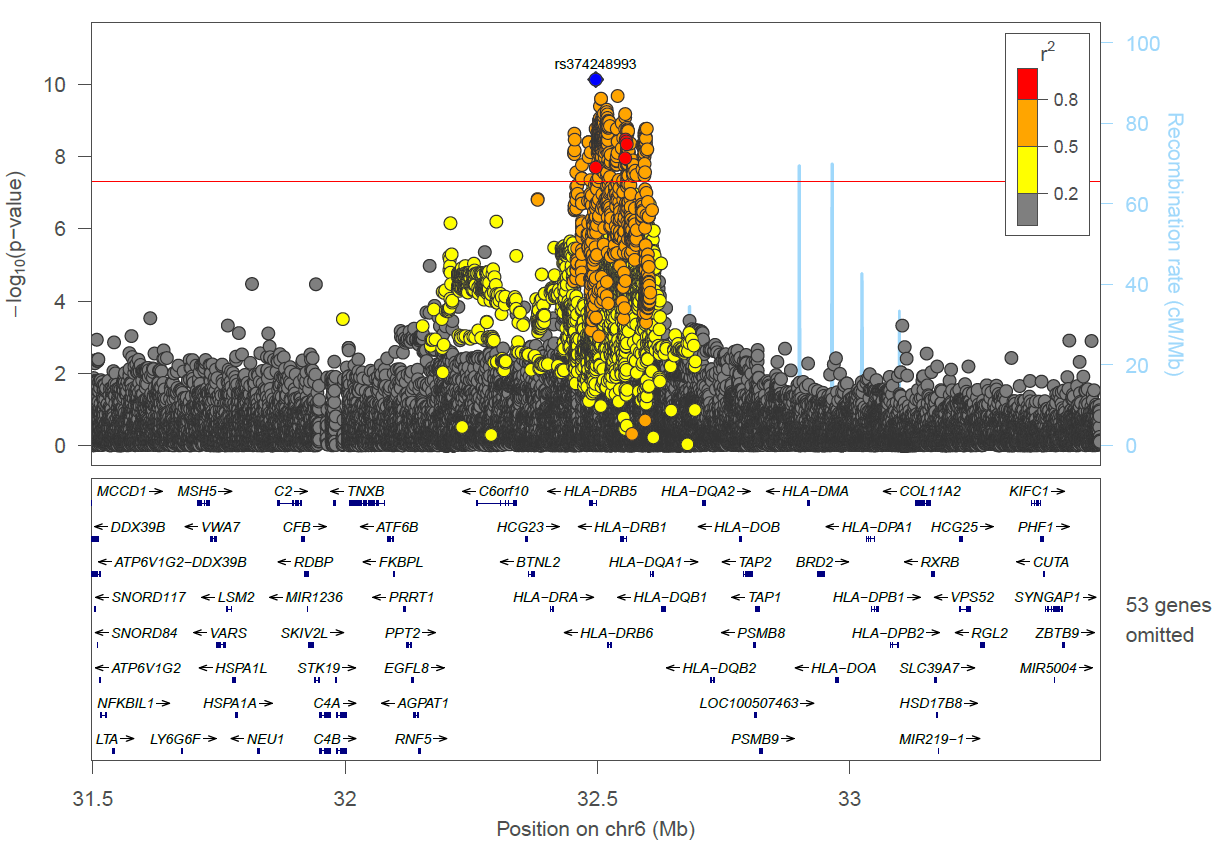 rs374248993
r2
0.8
0.5
0.2
10
8
6
4
2
0
−log10(p−value)
100
80
60
40
20
0
Recombination rate (cM/Mb)
MCCD1→ MSH5→ C2→ ←TNXB ←C6orf10 ←HLA−DRB5 HLA−DQA2→ ←HLA−DMA ←COL11A2 KIFC1→
←DDX39B ←VWA7 CFB→ ←ATF6B HCG23→ ←HLA−DRB1 ←HLA−DOB ←HLA−DPA1 HCG25→ PHF1→
←ATP6V1G2−DDX39B ←RDBP ←FKBPL ←BTNL2 HLA−DQA1→ ←TAP2 BRD2→ ←RXRB ←CUTA
←SNORD117 ←LSM2 ←MIR1236 ←PRRT1 HLA−DRA→ ←HLA−DQB1 ←TAP1 HLA−DPB1→ ←VPS52 SYNGAP1→
←SNORD84 ←VARS SKIV2L→ PPT2→ ←HLA−DRB6 ←PSMB8 ←HLA−DPB2→ ←RGL2 ZBTB9→
←ATP6V1G2 ←HSPA1L STK19→ EGFL8→ ←HLA−DQB2 ←HLA−DOA SLC39A7→ MIR5004→
NFKBIL1→ HSPA1A→ C4A→ ←AGPAT1 LOC100507463→ HSD17B8→
LTA→ LY6G6F→ ←NEU1 C4B→ RNF5→ PSMB9→ MIR219−1→
53 genes
omitted
31.5 32 32.5 33
Position on chr6 (Mb)